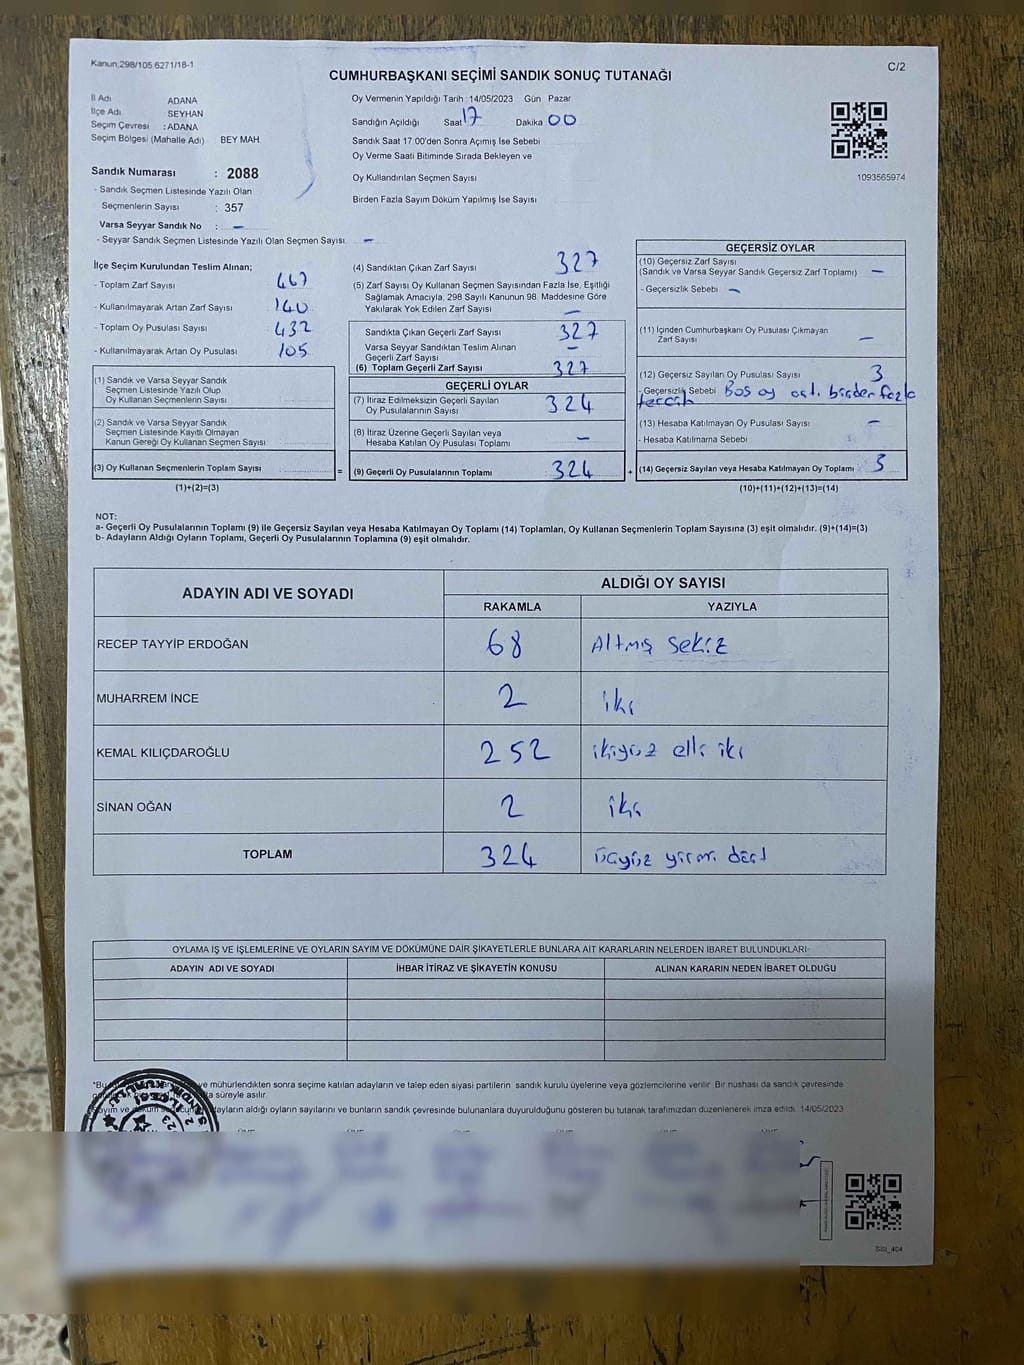 Kanun,298/105.6271/18-1
C/2
CUMHURBAŞKANI SEÇİMİ SANDIK SONUÇ TUTANAĞI
İl Adı ADANA
İlçe Adı SEYHAN
Seçim Çevresi : ADANA
Seçim Bölgesi (Mahalle Adı) BEY MAH.
Sandık Numarası : 2088
- Sandık Seçmen Listesinde Yazılı Olan
Seçmenlerin Sayısı : 357
Varsa Seyyar Sandık No : –
- Seyyar Sandık Seçmen Listesinde Yazılı Olan Seçmen Sayısı. –
Oy Vermenin Yapıldığı Tarih 14/05/2023 Gün Pazar
Sandığın Açıldığı Saat 17 Dakika 00
Sandık Saat 17:00'den Sonra Açımış İse Sebebi
Oy Verme Saati Bitiminde Sırada Bekleyen ve
Oy Kullandırılan Seçmen Sayısı
Birden Fazla Sayım Döküm Yapılmış İse Sayısı
1093565974
İlçe Seçim Kurulundan Teslim Alınan;
- Toplam Zarf Sayısı 467
- Kullanılmayarak Artan Zarf Sayısı 140
- Toplam Oy Pusulası Sayısı 432
- Kullanılmayarak Artan Oy Pusulası 105
(1) Sandık ve Varsa Seyyar Sandık
Seçmen Listesinde Yazılı Olup
Oy Kullanan Seçmenlerin Sayısı
(2) Sandık ve Varsa Seyyar Sandık
Seçmen Listesinde Kayıtlı Olmayan
Kanun Gereği Oy Kullanan Seçmen Sayısı
(3) Oy Kullanan Seçmenlerin Toplam Sayısı =
(1)+(2)=(3)
(4) Sandıktan Çıkan Zarf Sayısı 327
(5) Zarf Sayısı Oy Kullanan Seçmen Sayısından Fazla İse, Eşitliği
Sağlamak Amacıyla, 298 Sayılı Kanunun 98. Maddesine Göre
Yakılarak Yok Edilen Zarf Sayısı –
Sandıkta Çıkan Geçerli Zarf Sayısı 327
Varsa Seyyar Sandıktan Teslim Alınan
Geçerli Zarf Sayısı –
(6) Toplam Geçerli Zarf Sayısı 327
GEÇERLİ OYLAR
(7) İtiraz Edilmeksizin Geçerli Sayılan
Oy Pusulalarının Sayısı 324
(8) İtiraz Üzerine Geçerli Sayılan veya
Hesaba Katılan Oy Pusulası Toplamı –
(9) Geçerli Oy Pusulalarının Toplamı 324 +
GEÇERSİZ OYLAR
(10) Geçersiz Zarf Sayısı
(Sandık ve Varsa Seyyar Sandık Geçersiz Zarf Toplamı) –
- Geçersizlik Sebebi –
(11) İçinden Cumhurbaşkanı Oy Pusulası Çıkmayan
Zarf Sayısı –
(12) Geçersiz Sayılan Oy Pusulası Sayısı 3
- Geçersizlik Sebebi Boş oy birden fazla
tercih
(13) Hesaba Katılmayan Oy Pusulası Sayısı –
- Hesaba Katılmama Sebebi
(14) Geçersiz Sayılan veya Hesaba Katılmayan Oy Toplamı 3
(10)+(11)+(12)+(13)=(14)
NOT:
a- Geçerli Oy Pusulalarının Toplamı (9) ile Geçersiz Sayılan veya Hesaba Katılmayan Oy Toplamı (14) Toplamları, Oy Kullanan Seçmenlerin Toplam Sayısına (3) eşit olmalıdır. (9)+(14)=(3)
b- Adayların Aldığı Oyların Toplamı, Geçerli Oy Pusulalarının Toplamına (9) eşit olmalıdır.
ADAYIN ADI VE SOYADI ALDIĞI OY SAYISI
RAKAMLA YAZIYLA
RECEP TAYYİP ERDOĞAN 68 Altmış sekiz
MUHARREM İNCE 2 iki
KEMAL KILIÇDAROĞLU 252 ikiyüz elli iki
SİNAN OĞAN 2 iki
TOPLAM 324 üçyüz yirmi dört
OYLAMA İŞ VE İŞLEMLERİNE VE OYLARIN SAYIM VE DÖKÜMÜNE DAİR ŞİKAYETLERLE BUNLARA AİT KARARLARIN NELERDEN İBARET BULUNDUKLARI-
ADAYIN ADI VE SOYADI İHBAR İTİRAZ VE ŞİKAYETİN KONUSU ALINAN KARARIN NEDEN İBARET OLDUĞU
ve mühürlendikten sonra seçime katılan adayların ve talep eden siyasi partilerin sandık kurulu üyelerine veya gözlemcilerine verilir. Bir nüshası da sandık çevresinde
süreyle asılır.
adayların aldığı oyların sayılarını ve bunların sandık çevresinde bulunanlara duyurulduğunu gösteren bu tutanak tarafımızdan düzenlenerek imza edildi. 14/05/2023
SSI_404